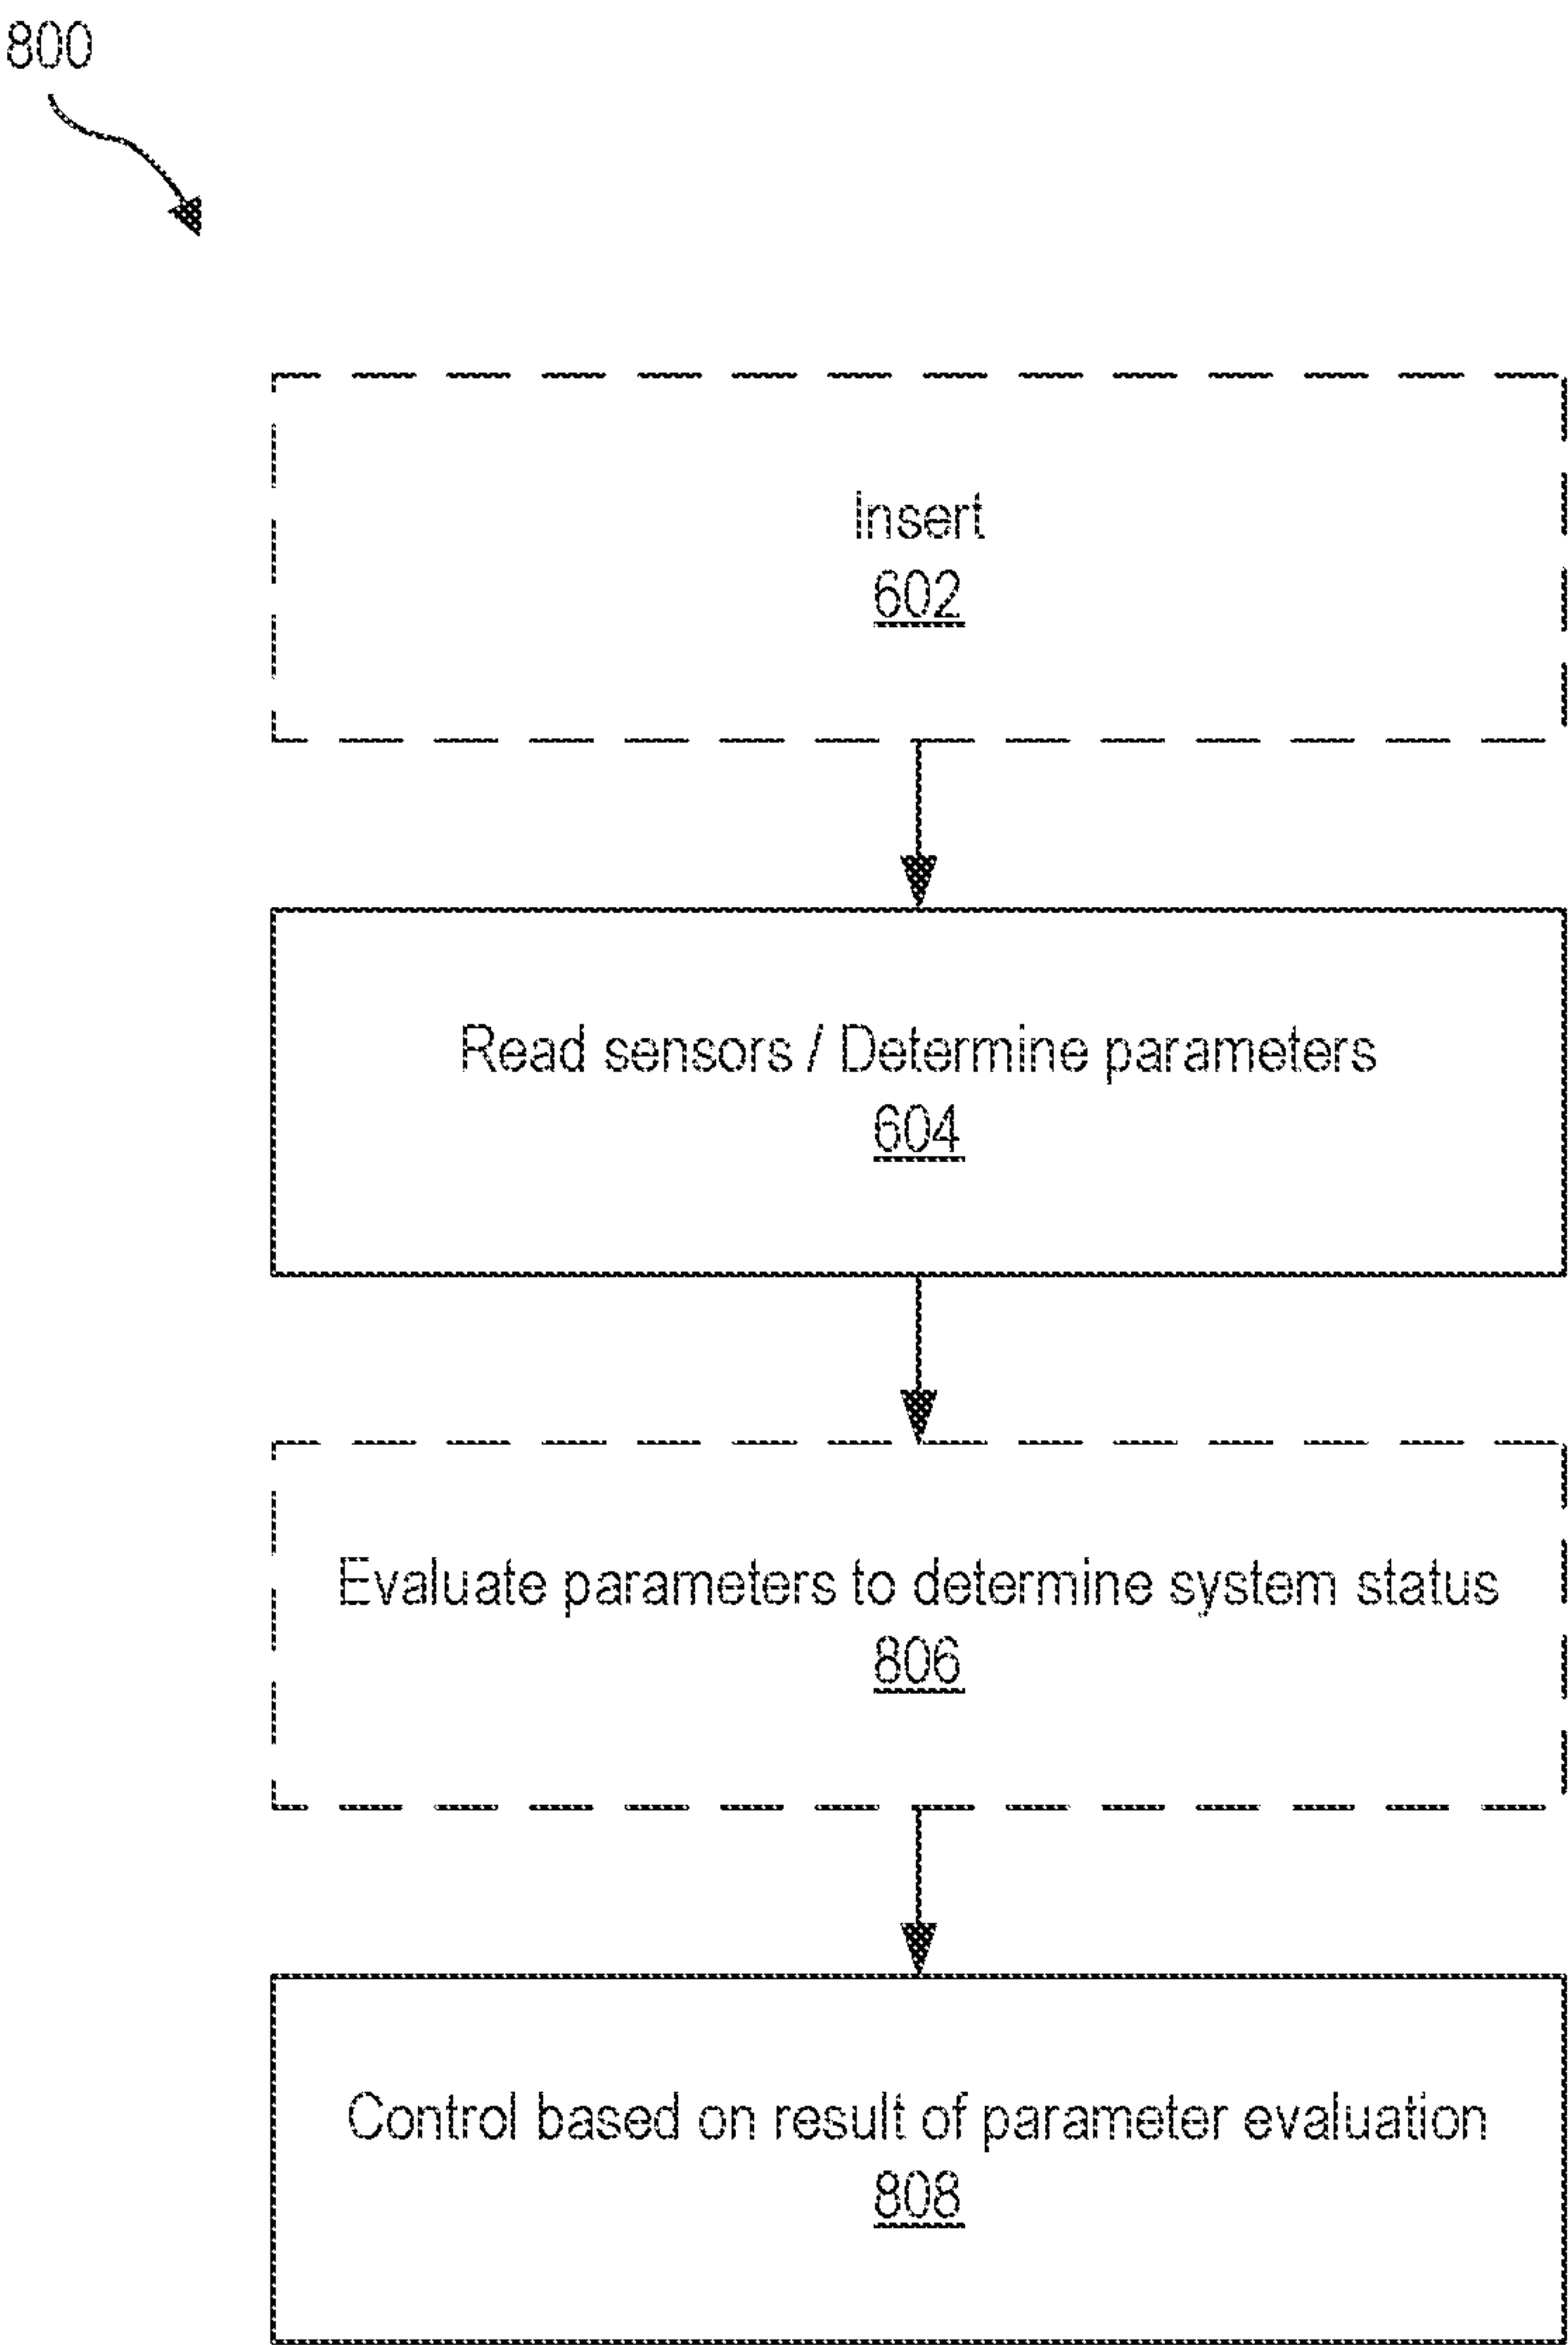 800
Insert
602
Read sensors / Determine parameters
604
Evaluate parameters to determine system status
806
Control based on result of parameter evaluation
808